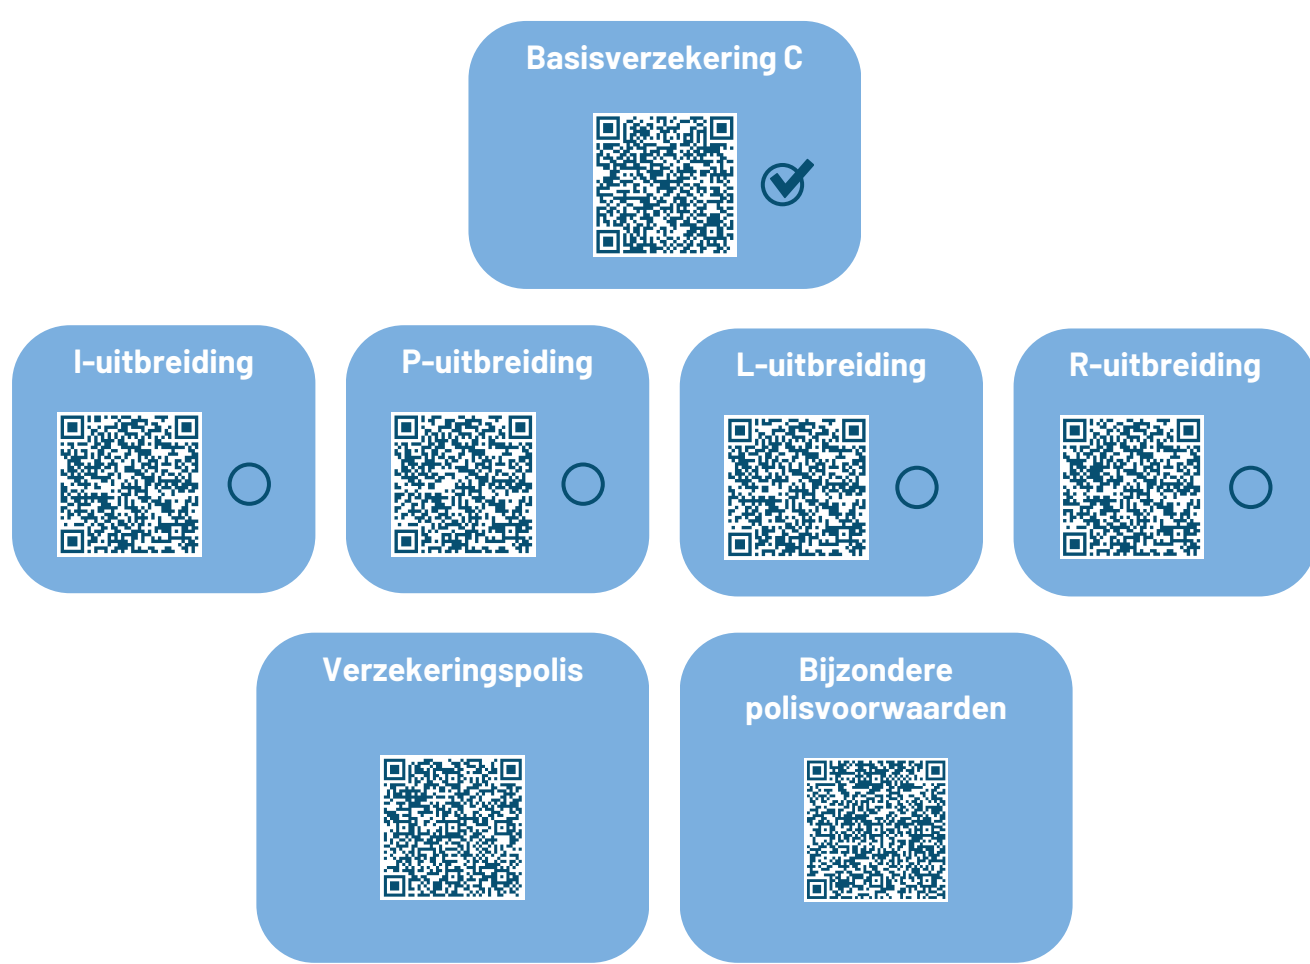 Basisverzekering C
I-uitbreiding
P-uitbreiding
L-uitbreiding
R-uitbreiding
Verzekeringspolis
Bijzondere
polisvoorwaarden